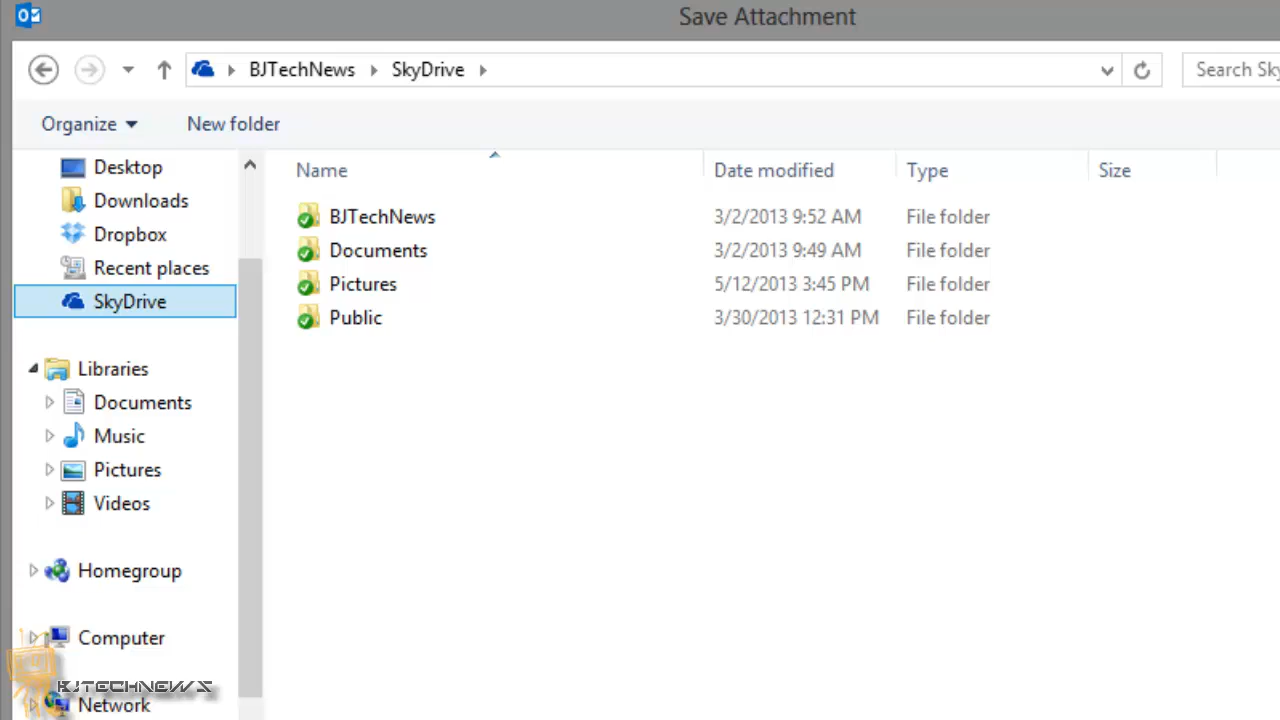 Save Attachment
BJTechNews SkyDrive
Search Sky
Organize New folder
Name Date modified Type Size
BJTechNews 3/2/2013 9:52 AM File folder
Documents 3/2/2013 9:49 AM File folder
Pictures 5/12/2013 3:45 PM File folder
Public 3/30/2013 12:31 PM File folder
Desktop
Downloads
Dropbox
Recent places
SkyDrive
Libraries
Documents
Music
Pictures
Videos
Homegroup
Computer
BJTECHNEWS
Network